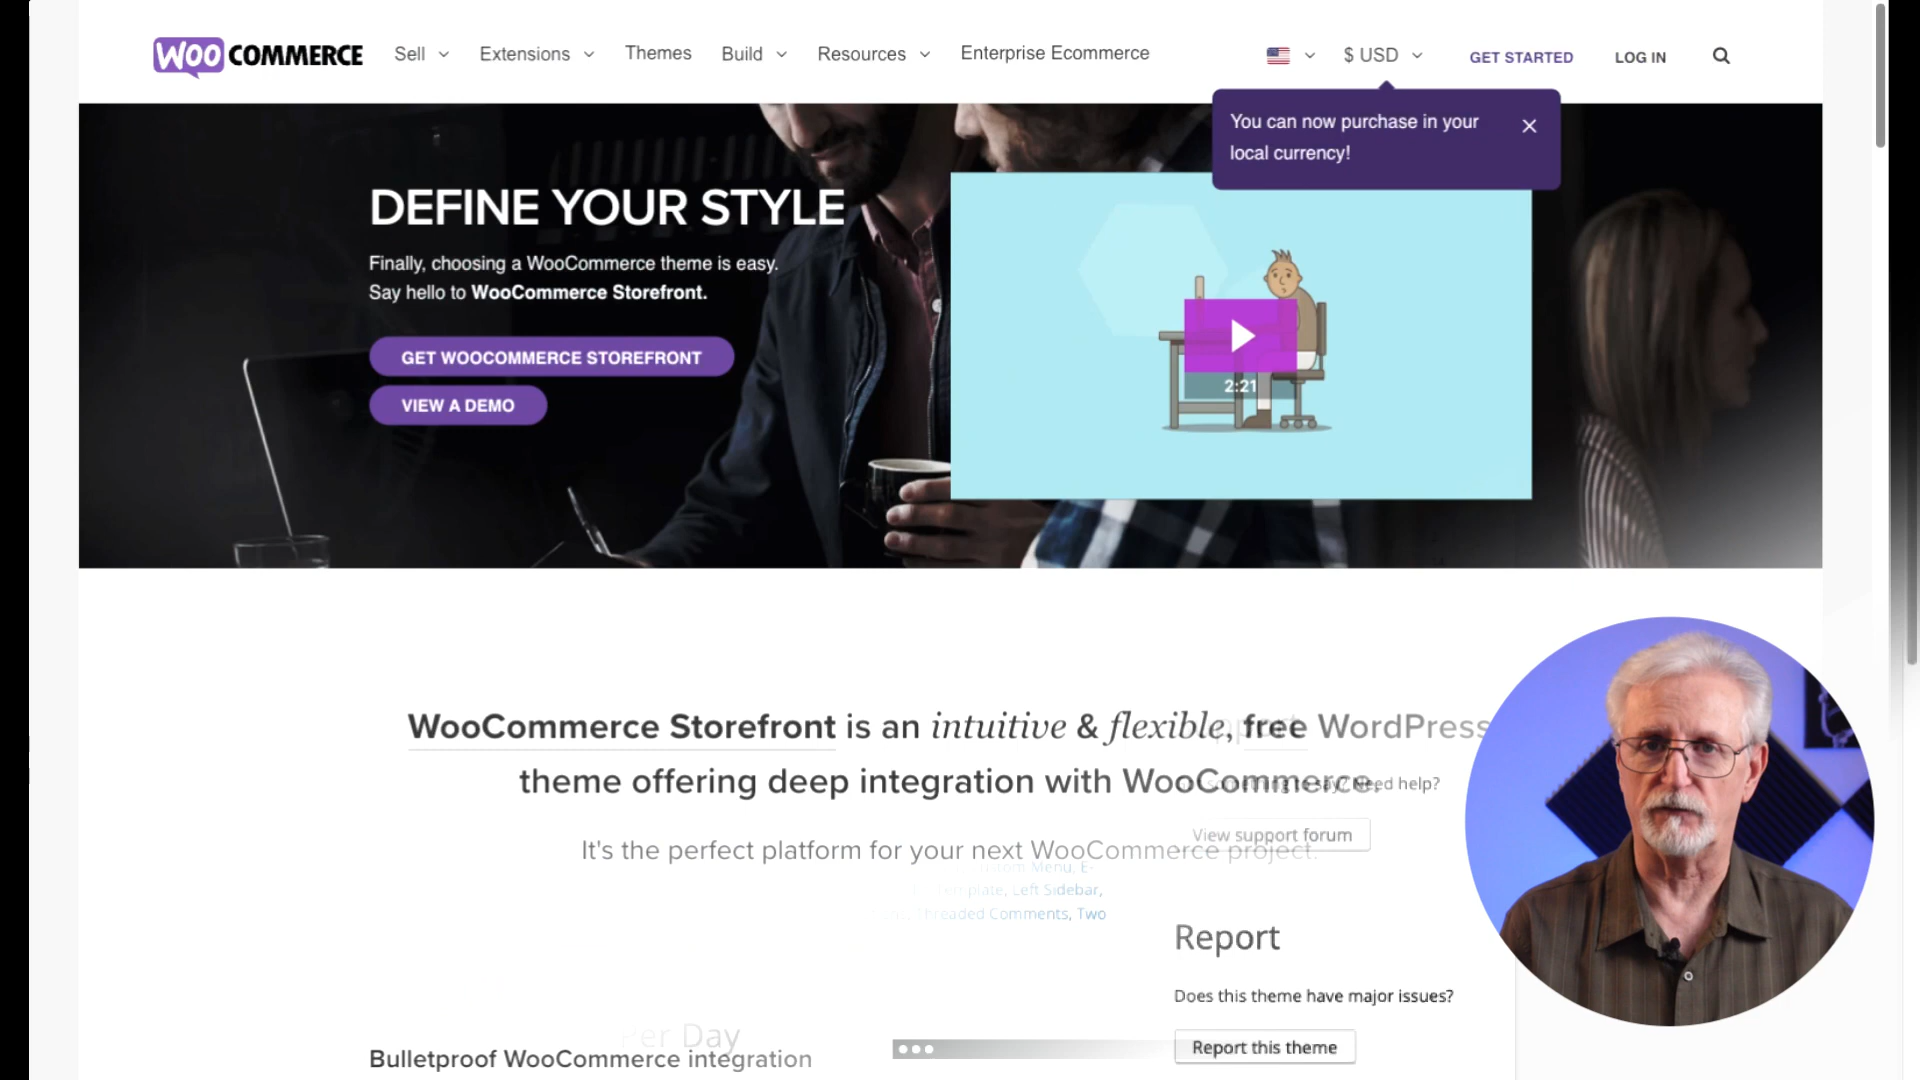 WOO COMMERCE
Sell
Extensions
Themes
Build
Resources
Enterprise Ecommerce
$ USD
GET STARTED
LOG IN
You can now purchase in your
local currency!
DEFINE YOUR STYLE
Finally, choosing a WooCommerce theme is easy.
Say hello to WooCommerce Storefront.
GET WOOCOMMERCE STOREFRONT
VIEW A DEMO
2:21
WooCommerce Storefront is an intuitive & flexible, free WordPress
theme offering deep integration with WooCommerce.
something to say? Need help?
View support forum
It's the perfect platform for your next WooCommerce project.
Menu, E-
Left Sidebar,
Threaded Comments, Two
Report
Does this theme have major issues?
Per Day
Report this theme
Bulletproof WooCommerce integration